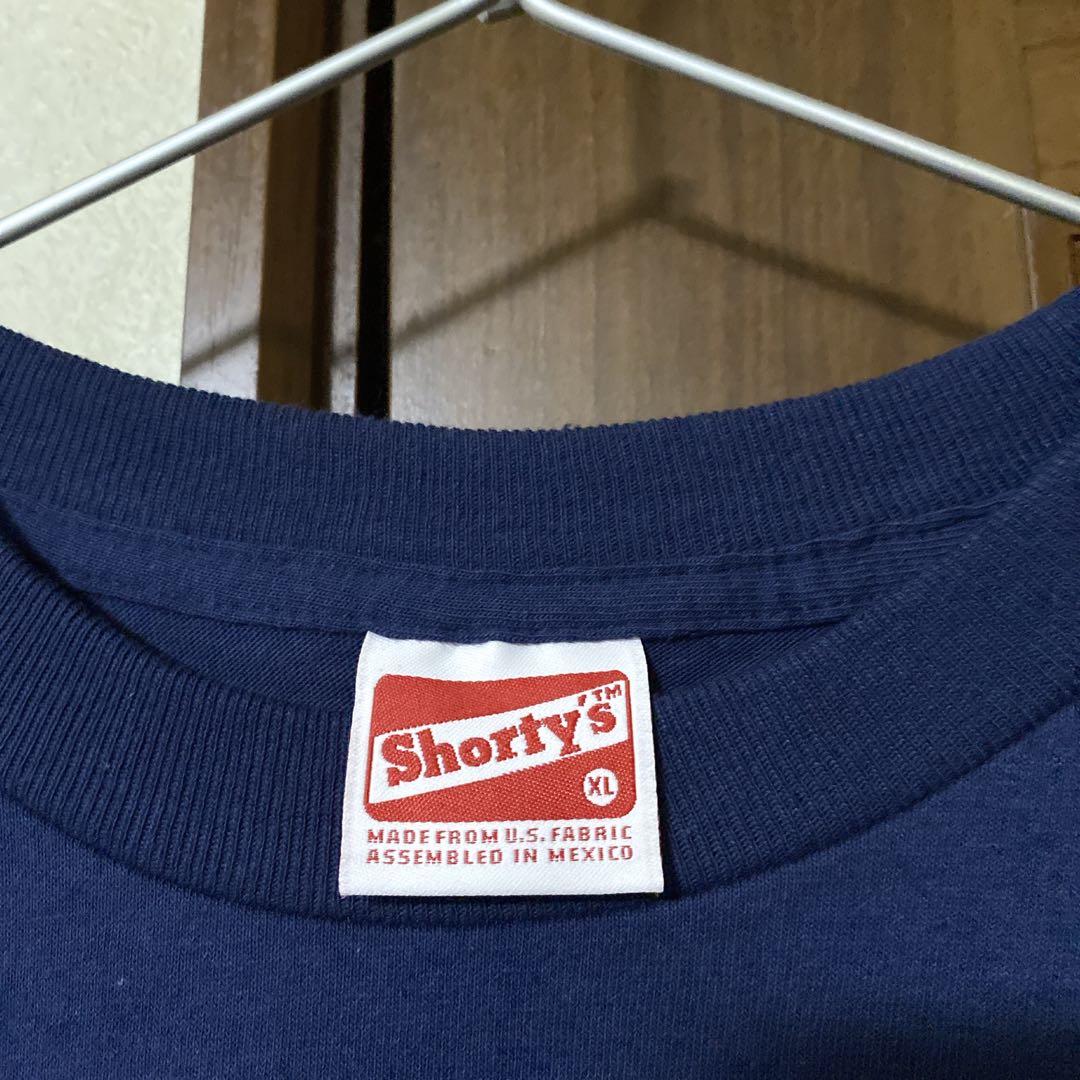 Shorty's™
XL
MADE FROM U.S. FABRIC
ASSEMBLED IN MEXICO